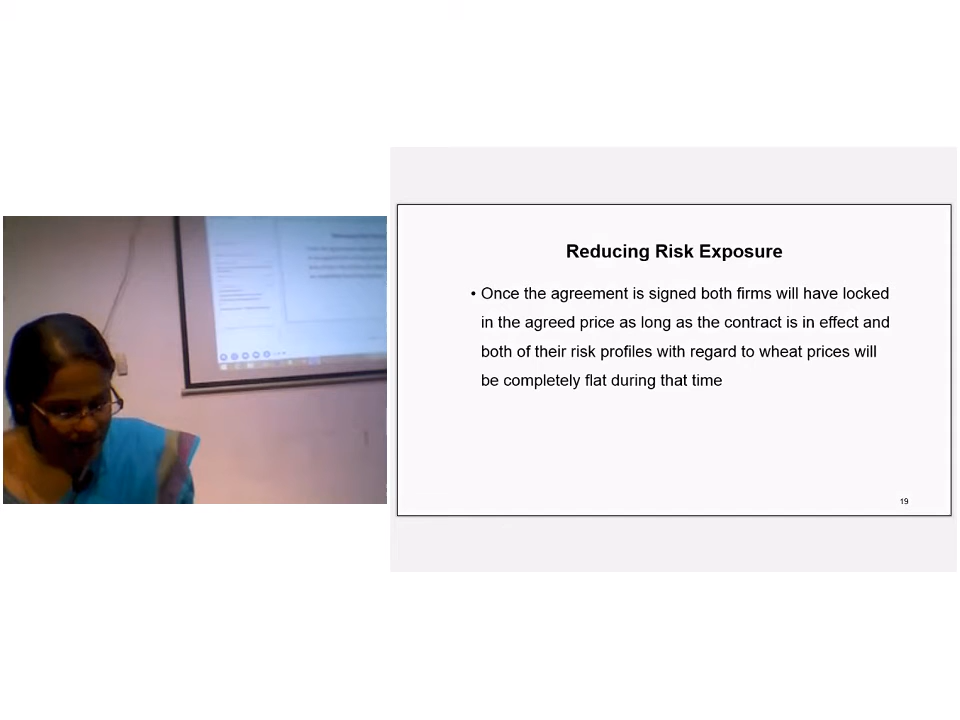 Reducing Risk Exposure
• Once the agreement is signed both firms will have locked
in the agreed price as long as the contract is in effect and
both of their risk profiles with regard to wheat prices will
be completely flat during that time
19